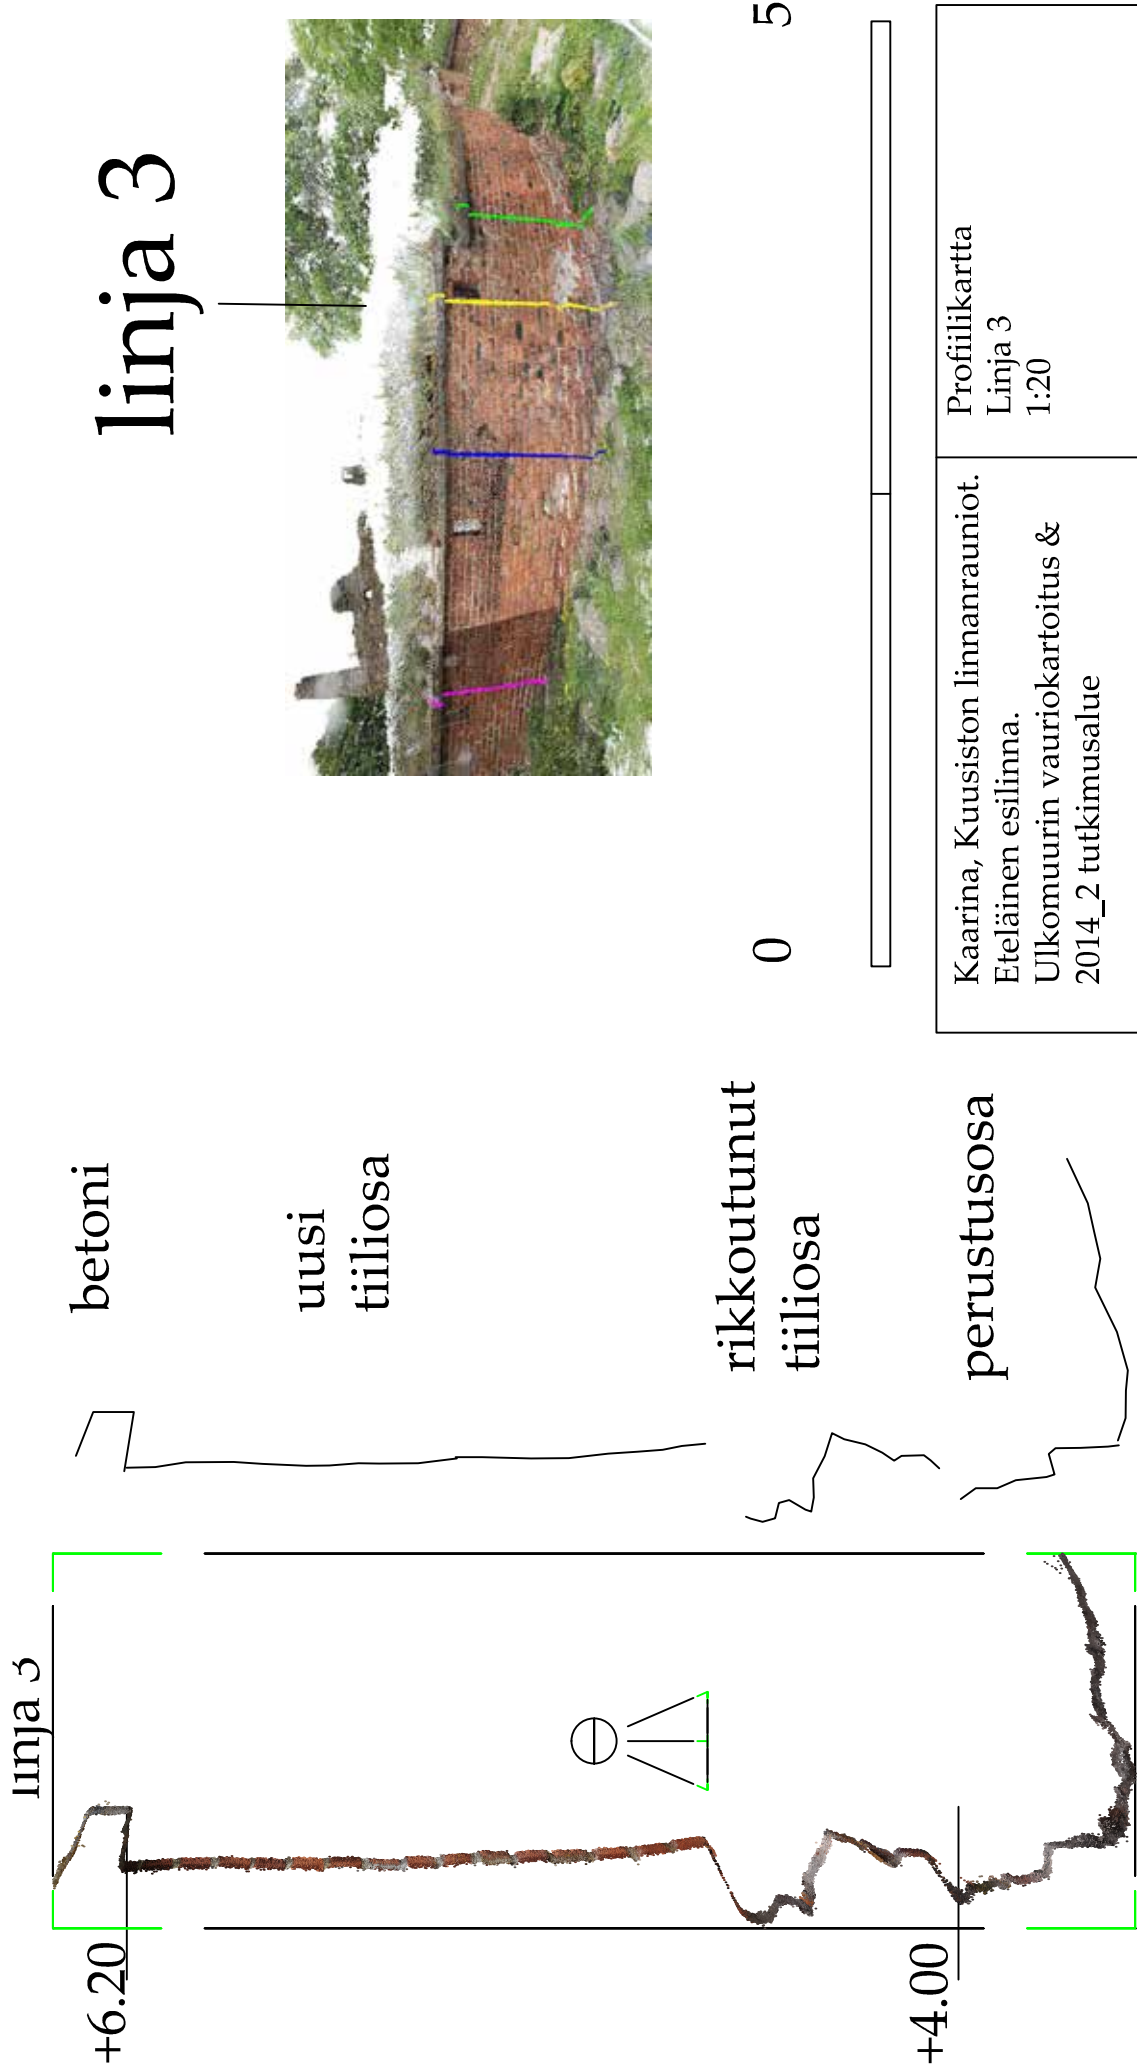 linja 3
linja 3
betoni
uusi
tiiliosa
rikkoutunut
tiiliosa
perustusosa
+6.20
+4.00
0
5
Kaarina, Kuusiston linnanrauniot.
Eteläinen esilinna.
Ulkomuurin vauriokartoitus &
2014_2 tutkimusalue
Profiilikartta
Linja 3
1:20